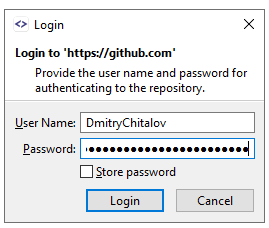 Login
Login to 'https://github.com'
Provide the user name and password for
authenticating to the repository.
User Name: DmitryChitalov
Password: ●●●●●●●●●●●●●●●●●●●●●●●
Store password
Login Cancel